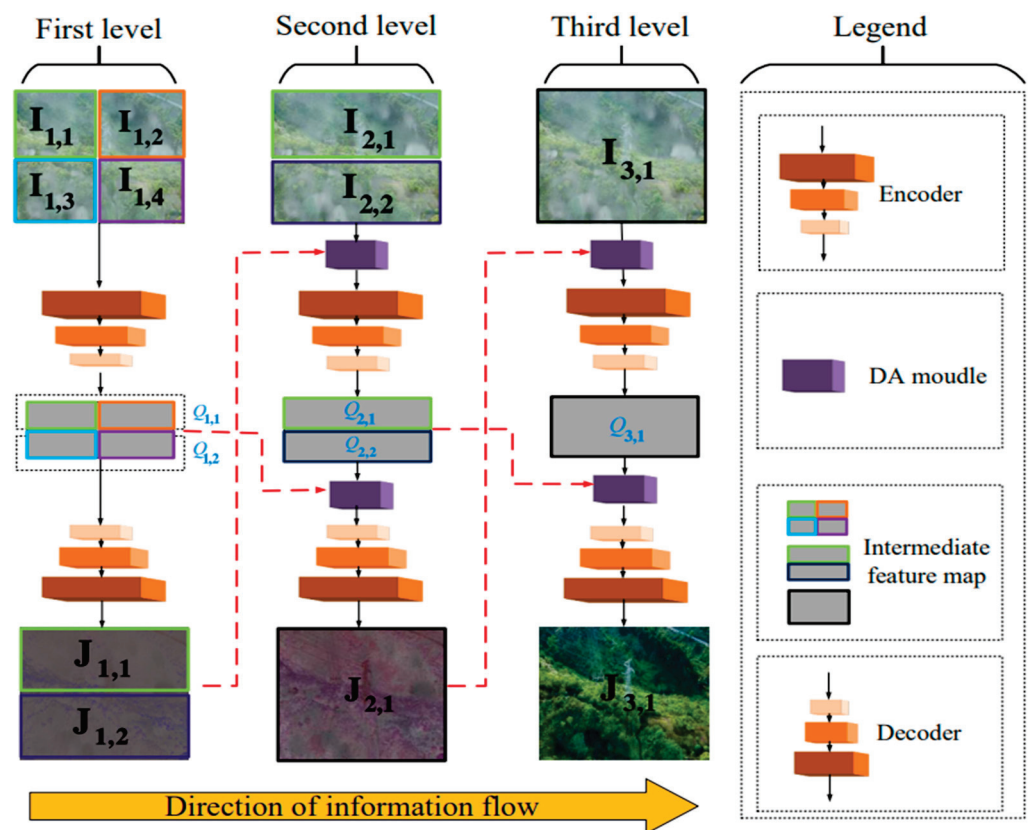 First level
Second level
Third level
Legend
I1,1
I1,2
I1,3
I1,4
I2,1
I2,2
I3,1
Encoder
DA moudle
Q1,1
Q1,2
Q2,1
Q2,2
Q3,1
Intermediate
feature map
J1,1
J1,2
J2,1
J3,1
Decoder
Direction of information flow